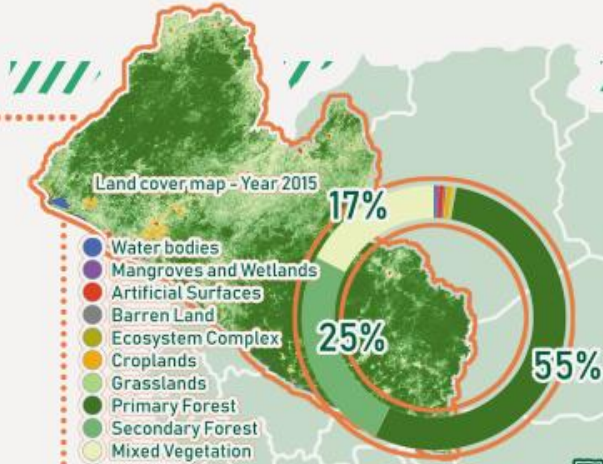 Land cover map - Year 2015
17%
Water bodies
Mangroves and Wetlands
Artificial Surfaces
Barren Land
Ecosystem Complex
Croplands
Grasslands
Primary Forest
Secondary Forest
Mixed Vegetation
25%
55%